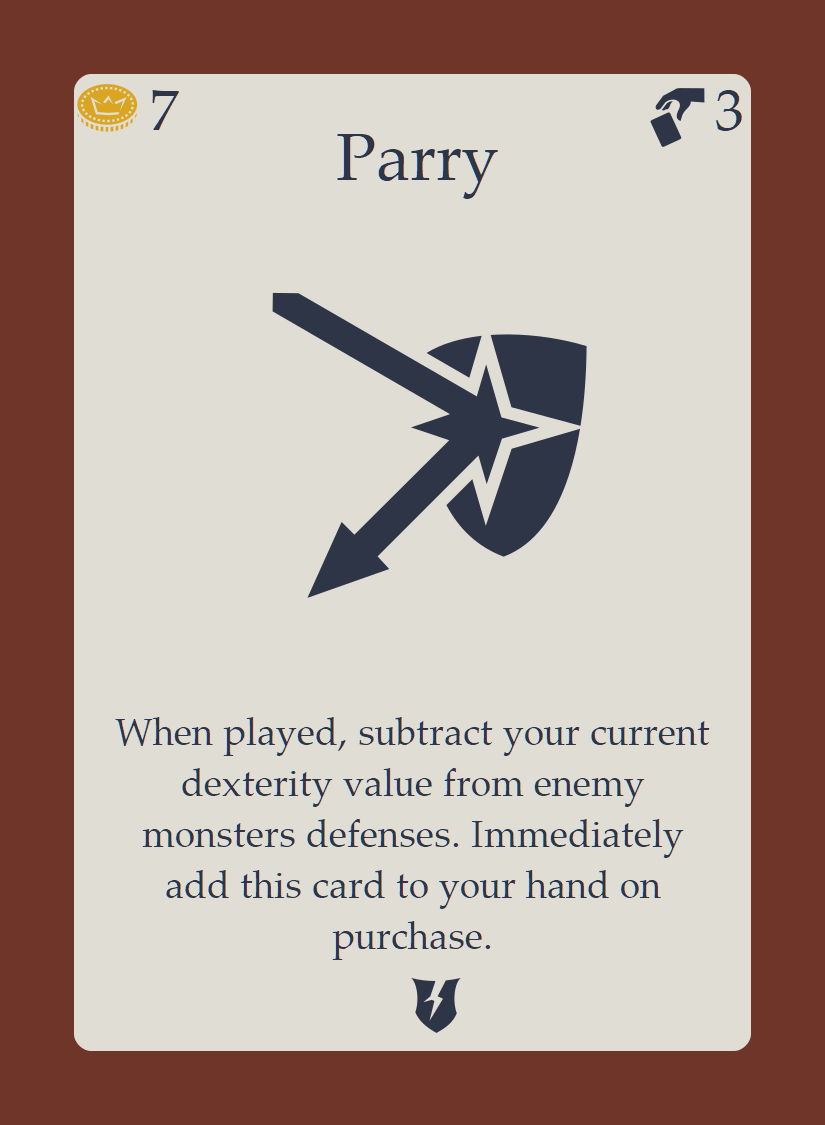 7
3
Parry
When played, subtract your current
dexterity value from enemy
monsters defenses. Immediately
add this card to your hand on
purchase.